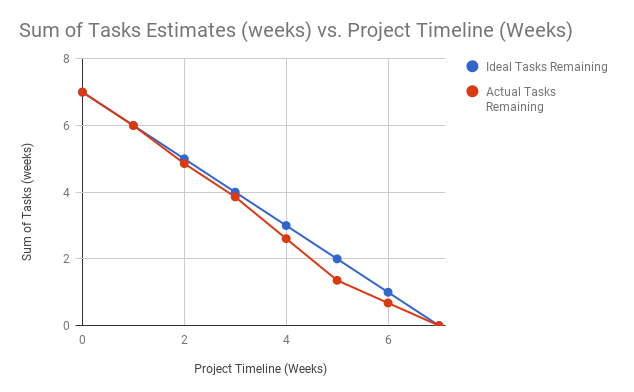 Sum of Tasks Estimates (weeks) vs. Project Timeline (Weeks)
Ideal Tasks Remaining
Actual Tasks
Remaining
Sum of Tasks (weeks)
8
6
4
2
0
0
2
4
6
Project Timeline (Weeks)